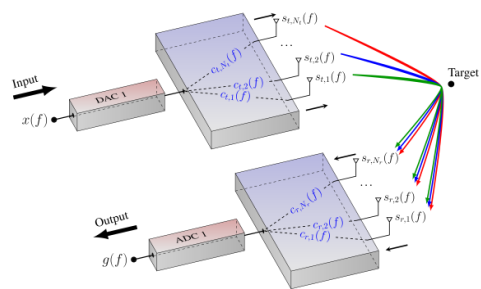 s_{t,N_t}(f)
...
c_{t,N_t}(f)
s_{t,2}(f)
Target
Input
c_{t,2}(f)
s_{t,1}(f)
DAC 1
c_{t,1}(f)
x(f)
s_{r,N_r}(f)
...
c_{r,N_r}(f)
s_{r,2}(f)
Output
c_{r,2}(f)
s_{r,1}(f)
ADC 1
c_{r,1}(f)
g(f)